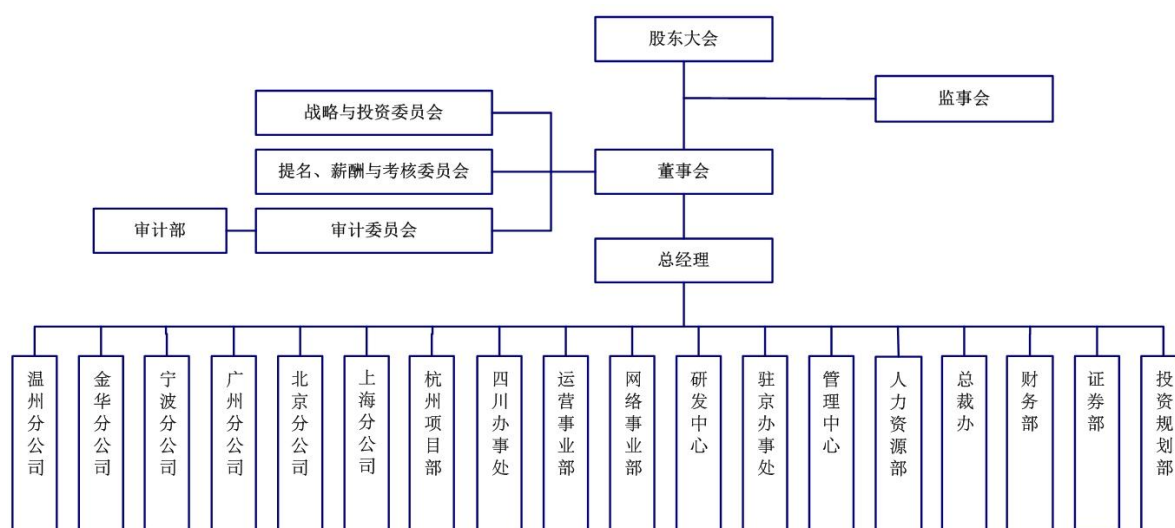 股东大会
监事会
战略与投资委员会
提名、薪酬与考核委员会
董事会
审计部
审计委员会
总经理
温州分公司
金华分公司
宁波分公司
广州分公司
北京分公司
上海分公司
杭州项目部
四川办事处
运营事业部
网络事业部
研发中心
驻京办事处
管理中心
人力资源部
总裁办
财务部
证券部
投资规划部